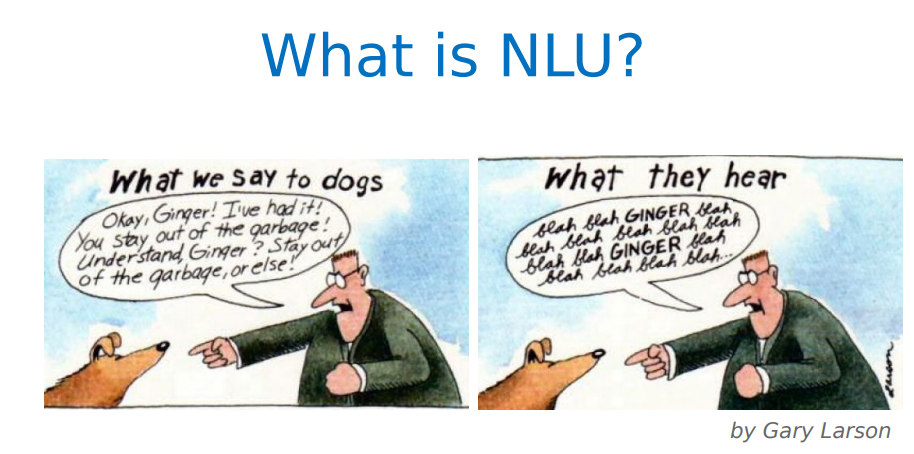 What is NLU?
What we say to dogs
Okay, Ginger! I've had it!
You stay out of the garbage!
Understand, Ginger? Stay out
of the garbage, or else!
What they hear
blah blah GINGER blah
blah blah blah blah blah
blah blah GINGER blah
blah blah blah blah...
Larson
by Gary Larson